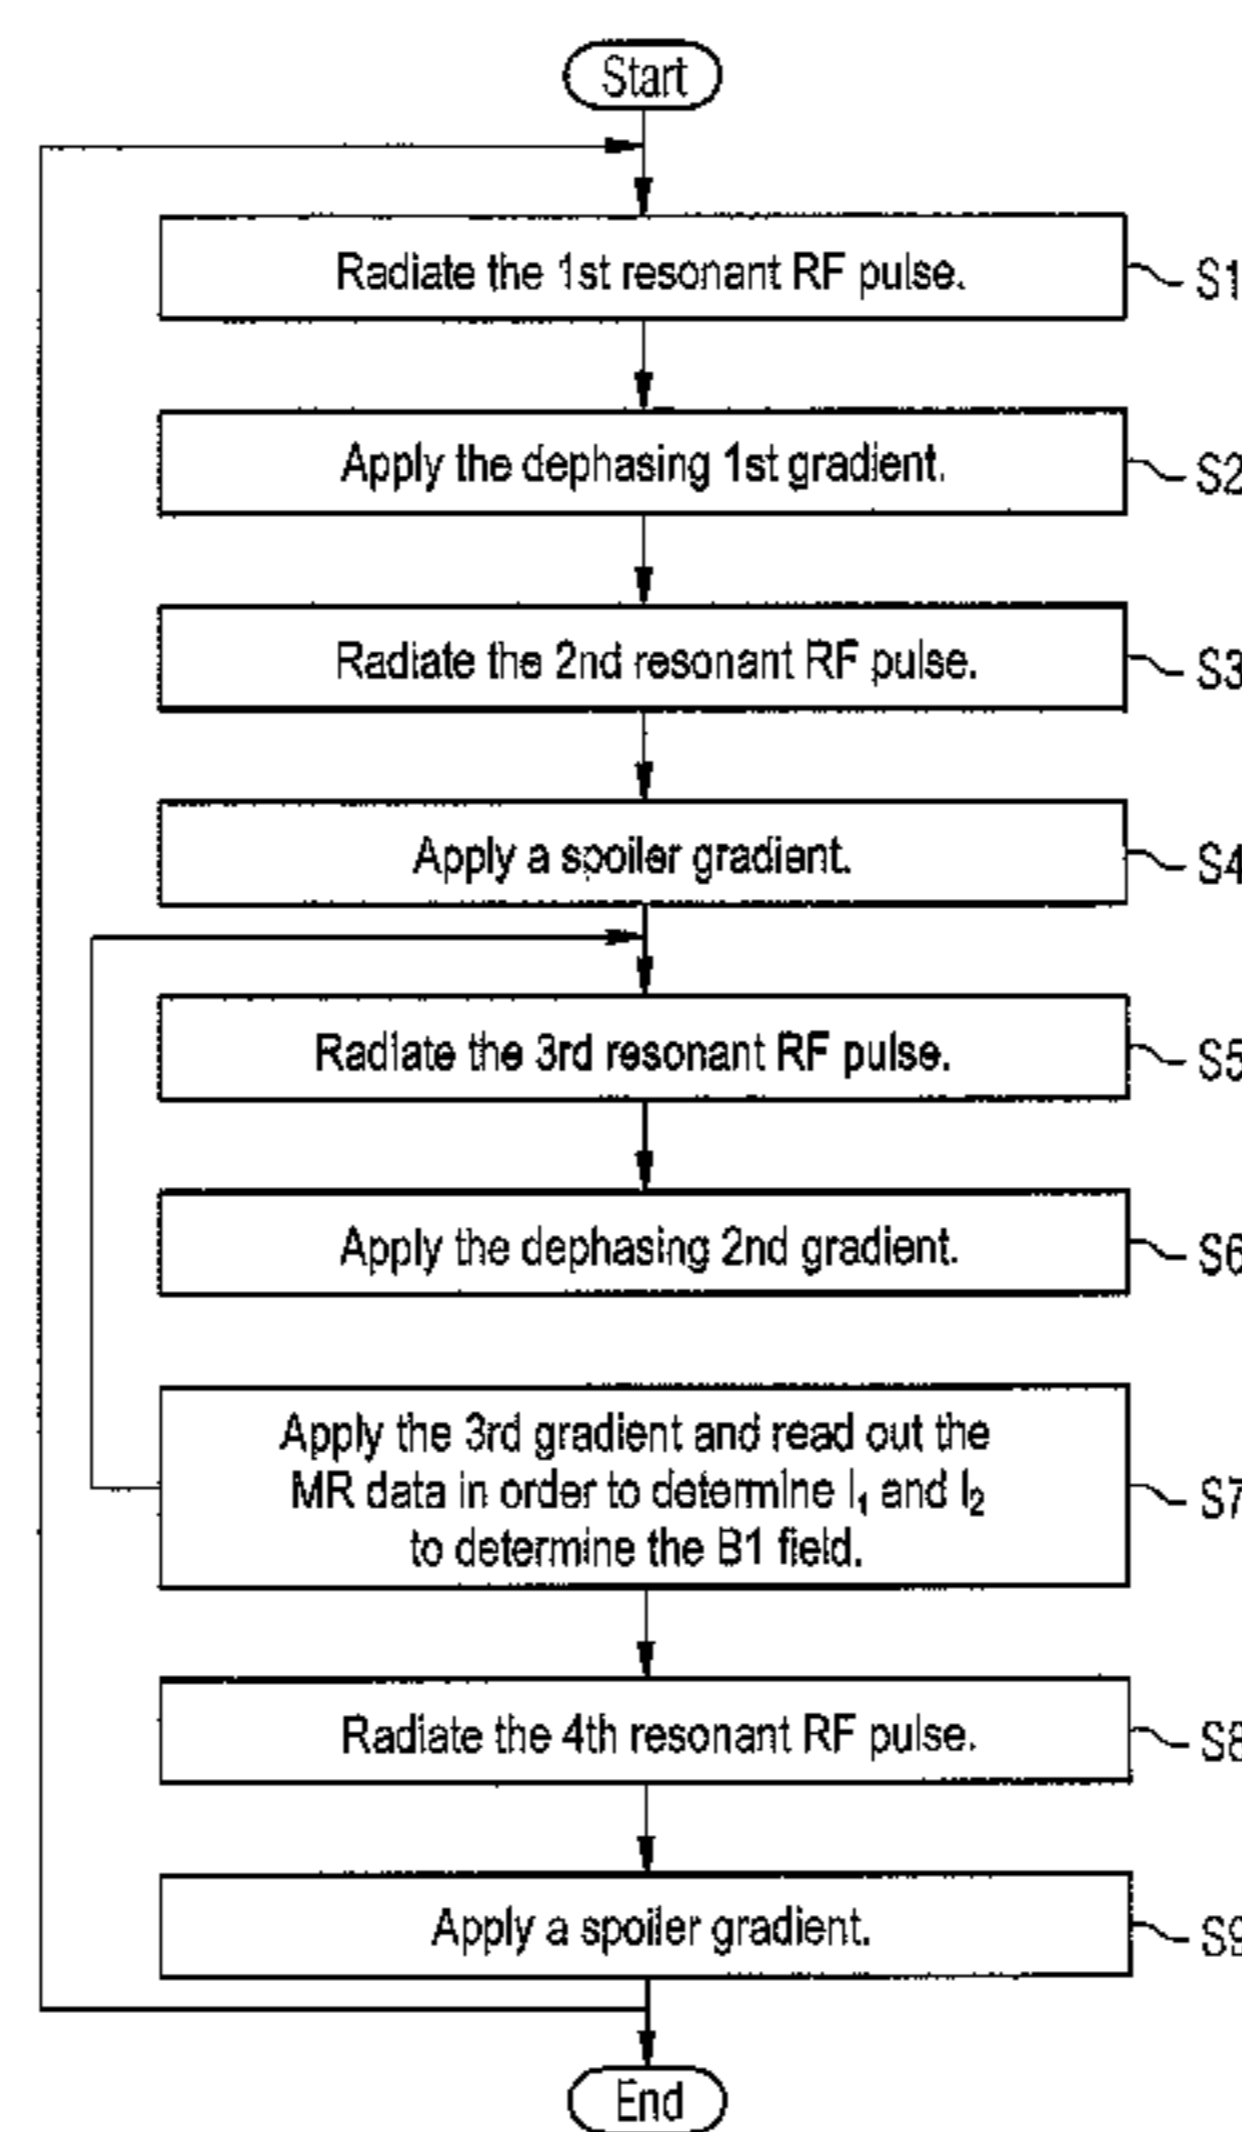 Start
Radiate the 1st resonant RF pulse.
S1
Apply the dephasing 1st gradient.
S2
Radiate the 2nd resonant RF pulse.
S3
Apply a spoiler gradient.
S4
Radiate the 3rd resonant RF pulse.
S5
Apply the dephasing 2nd gradient.
S6
Apply the 3rd gradient and read out the
MR data in order to determine I₁ and I₂
to determine the B1 field.
S7
Radiate the 4th resonant RF pulse.
S8
Apply a spoiler gradient.
S9
End